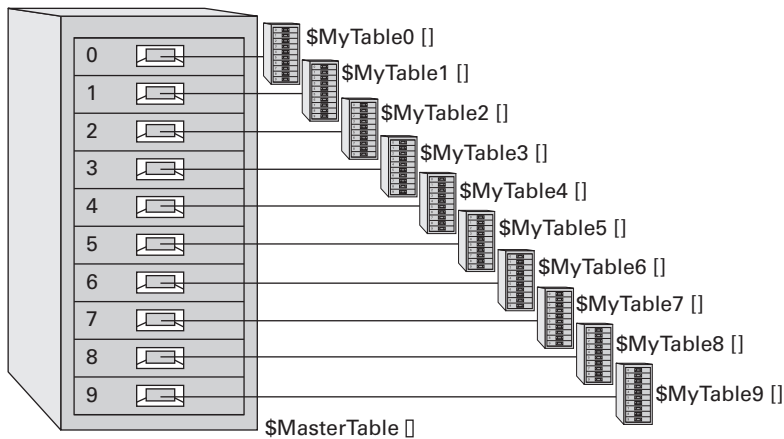 0
$MyTable0 []
1
$MyTable1 []
2
$MyTable2 []
3
$MyTable3 []
4
$MyTable4 []
5
$MyTable5 []
6
$MyTable6 []
7
$MyTable7 []
8
$MyTable8 []
9
$MyTable9 []
$MasterTable []